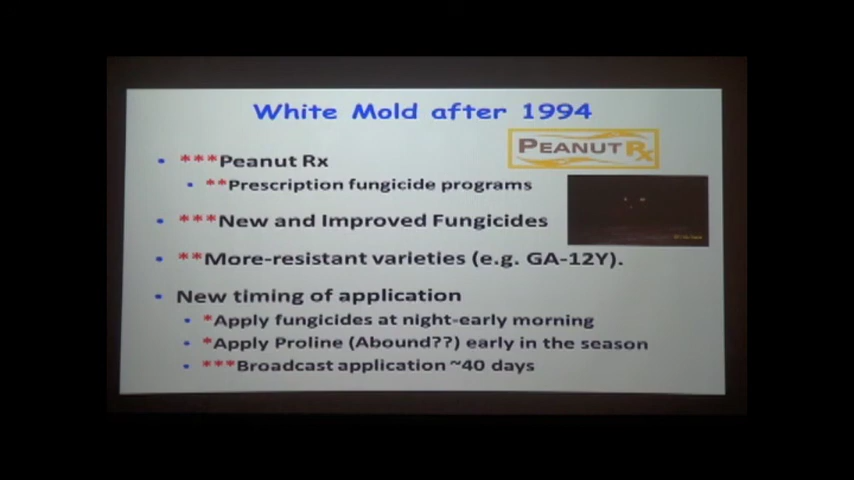 White Mold after 1994
PEANUT Rx
• ***Peanut Rx
• **Prescription fungicide programs
• ***New and Improved Fungicides
• **More-resistant varieties (e.g. GA-12Y).
• New timing of application
• *Apply fungicides at night-early morning
• *Apply Proline (Abound??) early in the season
• ***Broadcast application ~40 days